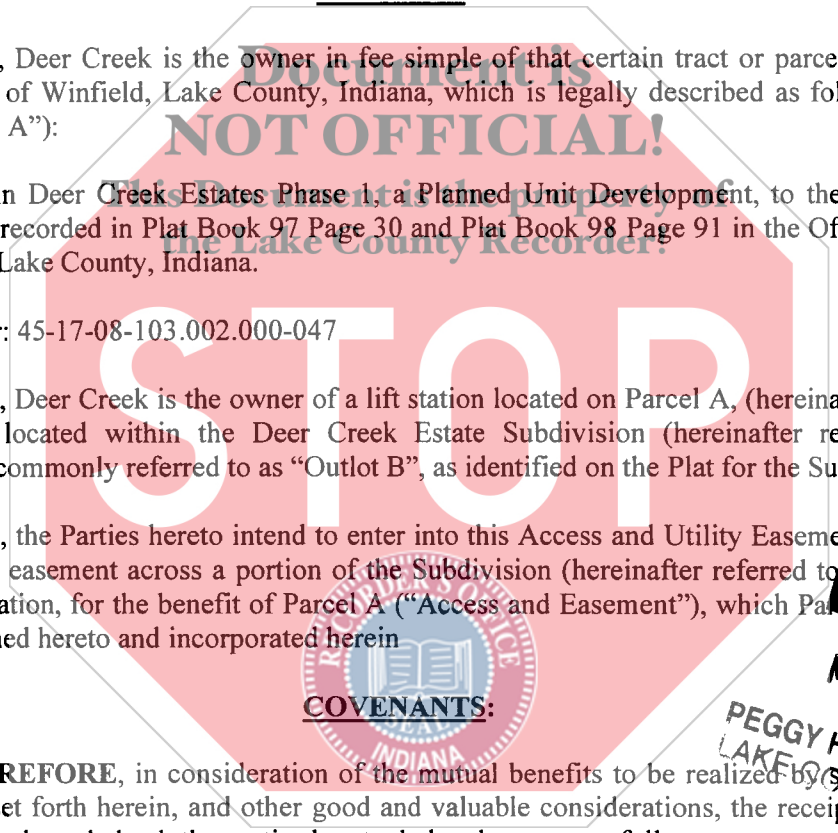 , Deer Creek is the owner in fee simple of that certain tract or parce
of Winfield, Lake County, Indiana, which is legally described as fol
A”):
Document is
NOT OFFICIAL!
This Document is the property of
the Lake County Recorder!
n Deer Creek Estates Phase 1, a Planned Unit Development, to the
recorded in Plat Book 97 Page 30 and Plat Book 98 Page 91 in the Of
Lake County, Indiana.
: 45-17-08-103.002.000-047
STOP
, Deer Creek is the owner of a lift station located on Parcel A, (hereina
located within the Deer Creek Estate Subdivision (hereinafter re
commonly referred to as “Outlot B”, as identified on the Plat for the Su
, the Parties hereto intend to enter into this Access and Utility Easeme
easement across a portion of the Subdivision (hereinafter referred to
ation, for the benefit of Parcel A (“Access and Easement”), which Pa
ed hereto and incorporated herein
RECORDER'S OFFICE
SEAL
INDIANA
COVENANTS:
PEGGY H
LAKE CO
REFORE, in consideration of the mutual benefits to be realized by s
et forth herein, and other good and valuable considerations, the recei